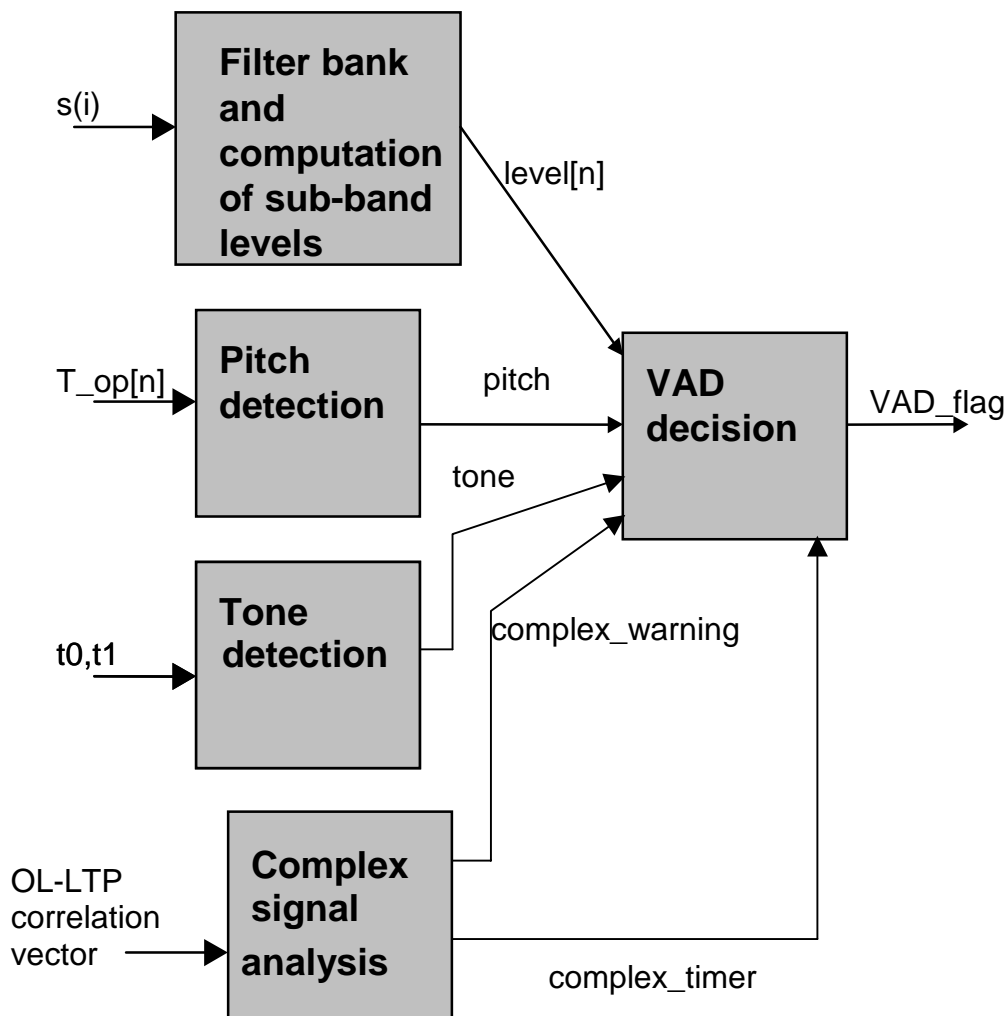 s(i)
Filter bank
and
computation
of sub-band
levels
level[n]
T_op[n]
Pitch
detection
pitch
VAD
decision
VAD_flag
tone
t0,t1
Tone
detection
complex_warning
OL-LTP
correlation
vector
Complex
signal
analysis
complex_timer